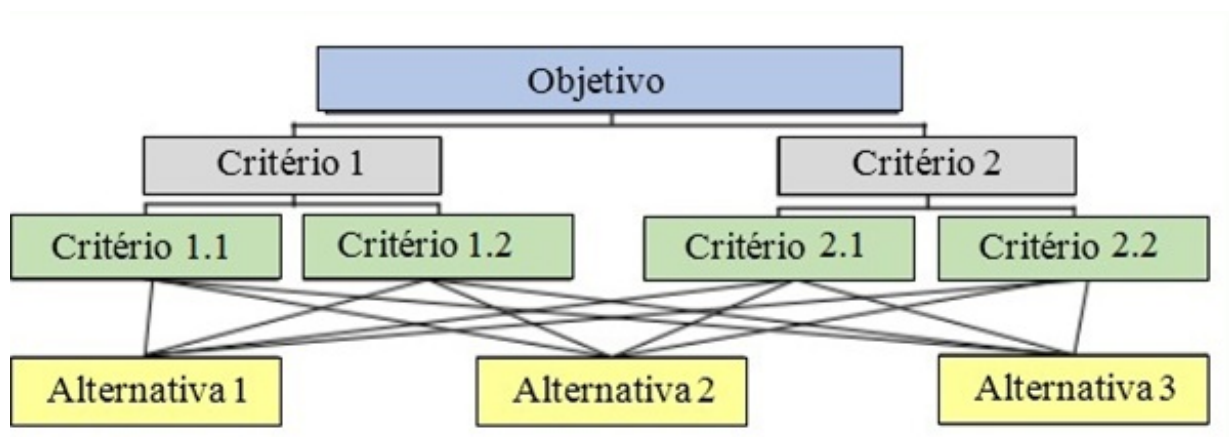 Objetivo
Critério 1
Critério 2
Critério 1.1
Critério 1.2
Critério 2.1
Critério 2.2
Alternativa 1
Alternativa 2
Alternativa 3